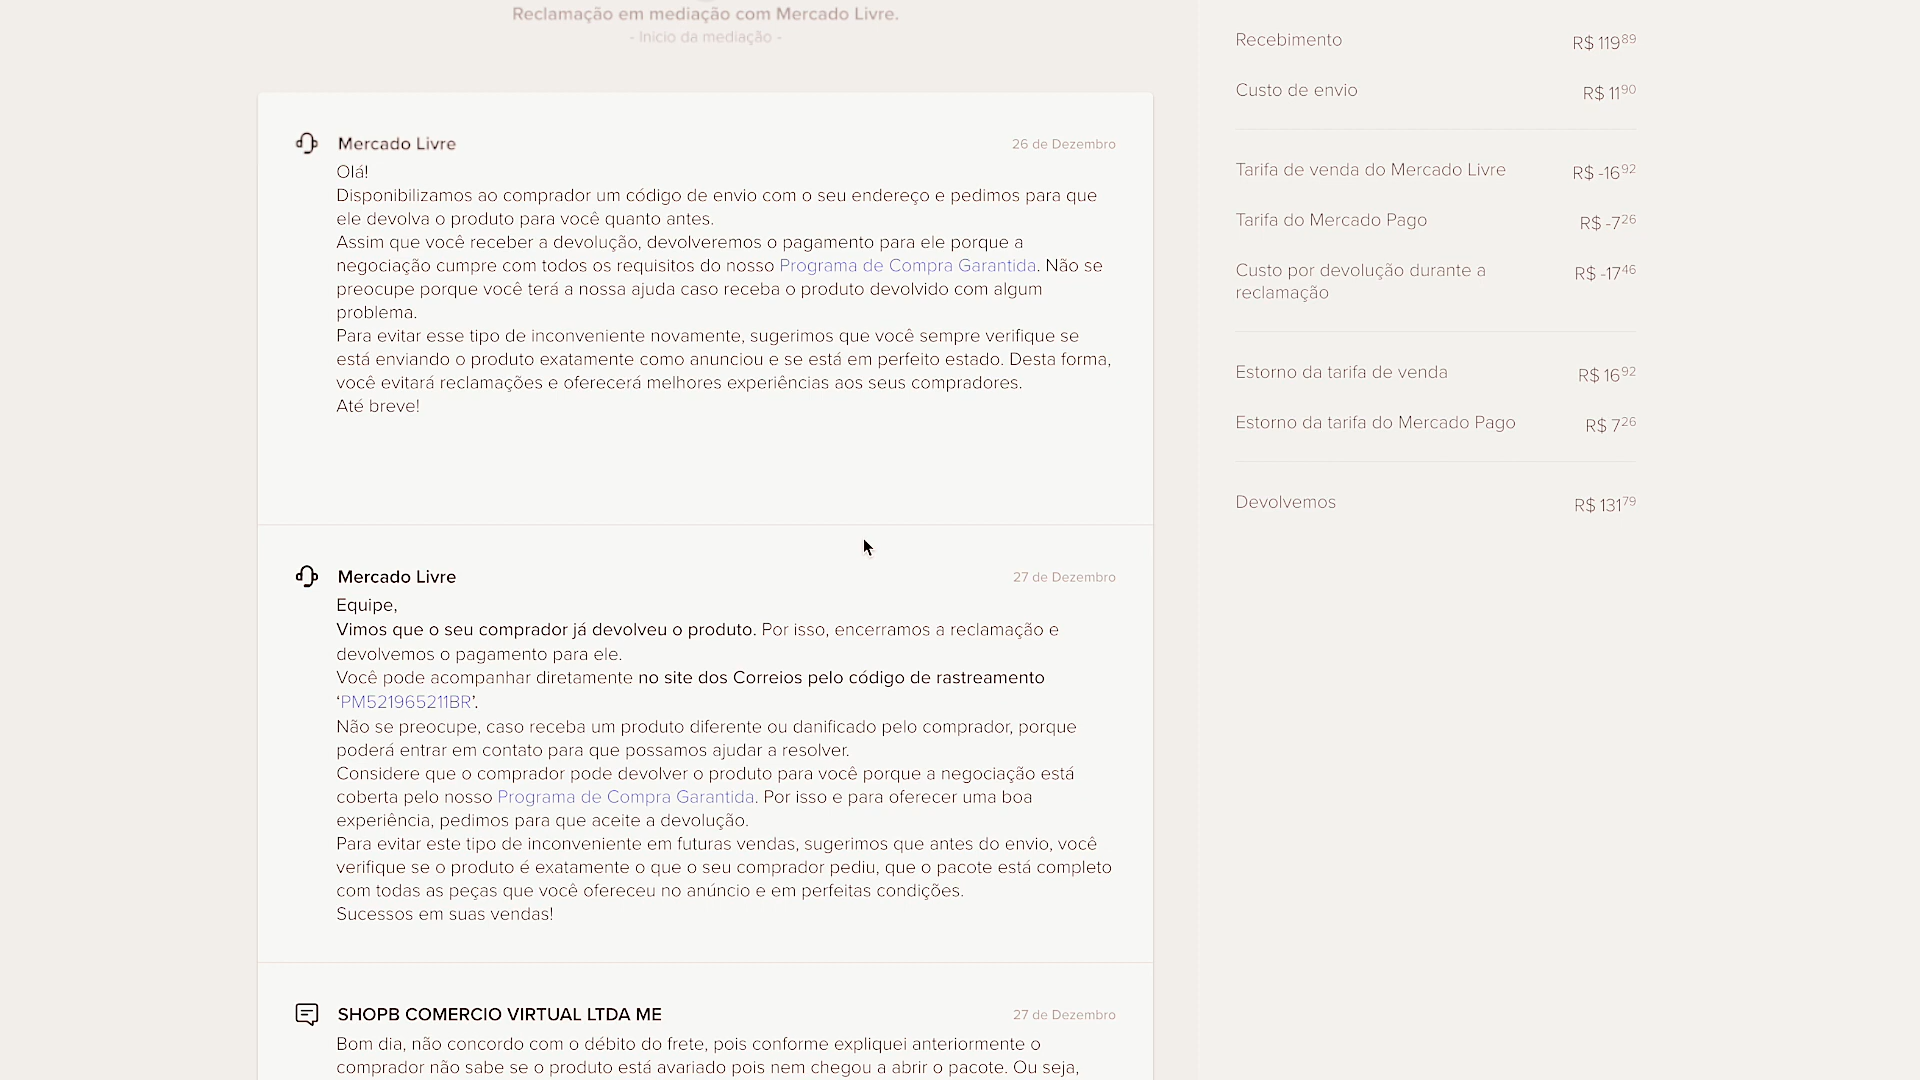 Reclamação em mediação com Mercado Livre.
- Inicio da mediação -
Mercado Livre
26 de Dezembro
Olá!
Disponibilizamos ao comprador um código de envio com o seu endereço e pedimos para que
ele devolva o produto para você quanto antes.
Assim que você receber a devolução, devolveremos o pagamento para ele porque a
negociação cumpre com todos os requisitos do nosso Programa de Compra Garantida. Não se
preocupe porque você terá a nossa ajuda caso receba o produto devolvido com algum
problema.
Para evitar esse tipo de inconveniente novamente, sugerimos que você sempre verifique se
está enviando o produto exatamente como anunciou e se está em perfeito estado. Desta forma,
você evitará reclamações e oferecerá melhores experiências aos seus compradores.
Até breve!
Mercado Livre
27 de Dezembro
Equipe,
Vimos que o seu comprador já devolveu o produto. Por isso, encerramos a reclamação e
devolvemos o pagamento para ele.
Você pode acompanhar diretamente no site dos Correios pelo código de rastreamento
‘PM521965211BR’.
Não se preocupe, caso receba um produto diferente ou danificado pelo comprador, porque
poderá entrar em contato para que possamos ajudar a resolver.
Considere que o comprador pode devolver o produto para você porque a negociação está
coberta pelo nosso Programa de Compra Garantida. Por isso e para oferecer uma boa
experiência, pedimos para que aceite a devolução.
Para evitar este tipo de inconveniente em futuras vendas, sugerimos que antes do envio, você
verifique se o produto é exatamente o que o seu comprador pediu, que o pacote está completo
com todas as peças que você ofereceu no anúncio e em perfeitas condições.
Sucessos em suas vendas!
SHOPB COMERCIO VIRTUAL LTDA ME
27 de Dezembro
Bom dia, não concordo com o débito do frete, pois conforme expliquei anteriormente o
comprador não sabe se o produto está avariado pois nem chegou a abrir o pacote. Ou seja,
Recebimento R$ 119 89
Custo de envio R$ 11 90
Tarifa de venda do Mercado Livre R$ -16 92
Tarifa do Mercado Pago R$ -7 26
Custo por devolução durante a R$ -17 46
reclamação
Estorno da tarifa de venda R$ 16 92
Estorno da tarifa do Mercado Pago R$ 7 26
Devolvemos R$ 131 79